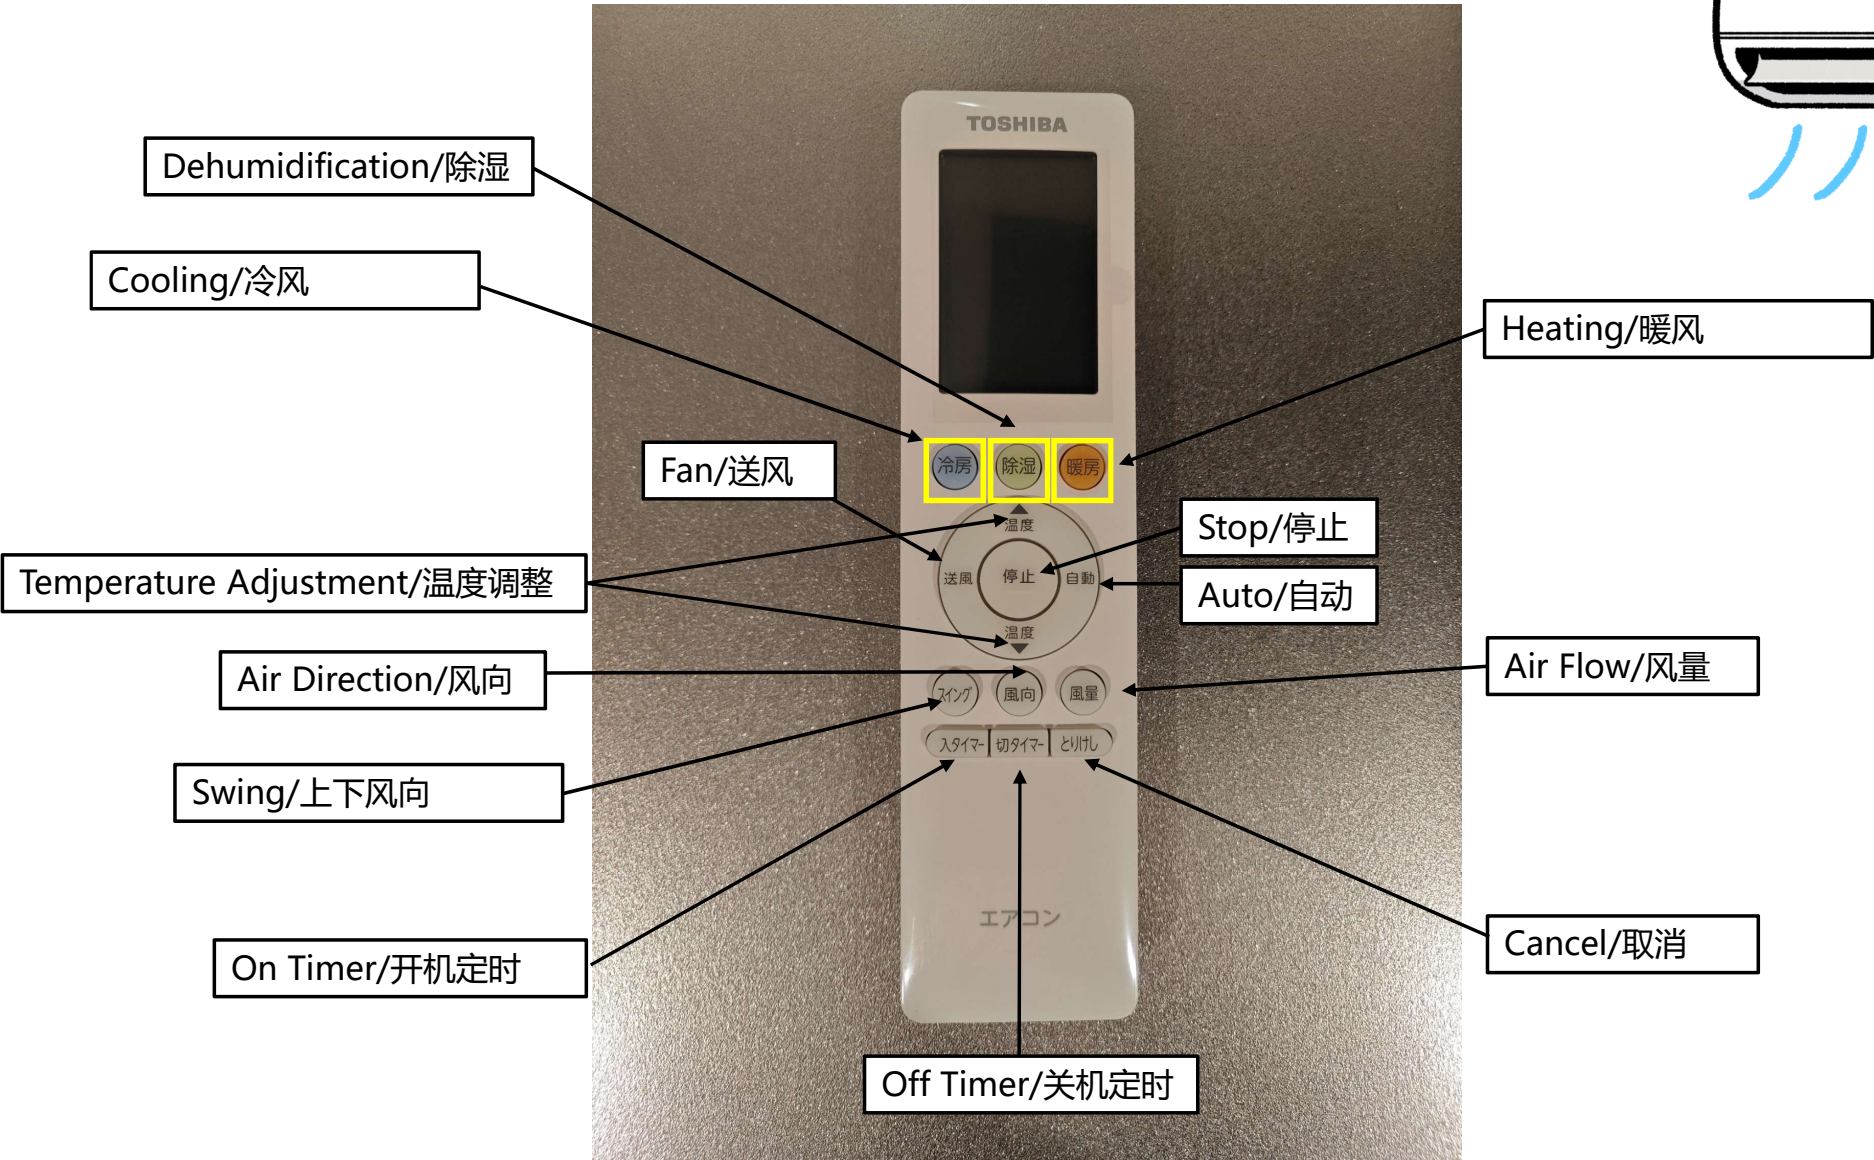 TOSHIBA
Dehumidification/除湿
Cooling/冷风
Heating/暖风
冷房
除湿
暖房
Fan/送风
温度
Stop/停止
送風
停止
自動
Temperature Adjustment/温度调整
Auto/自动
温度
Air Direction/风向
Air Flow/风量
スイング
風向
風量
入タイマー
切タイマー
とりけし
Swing/上下风向
エアコン
On Timer/开机定时
Cancel/取消
Off Timer/关机定时